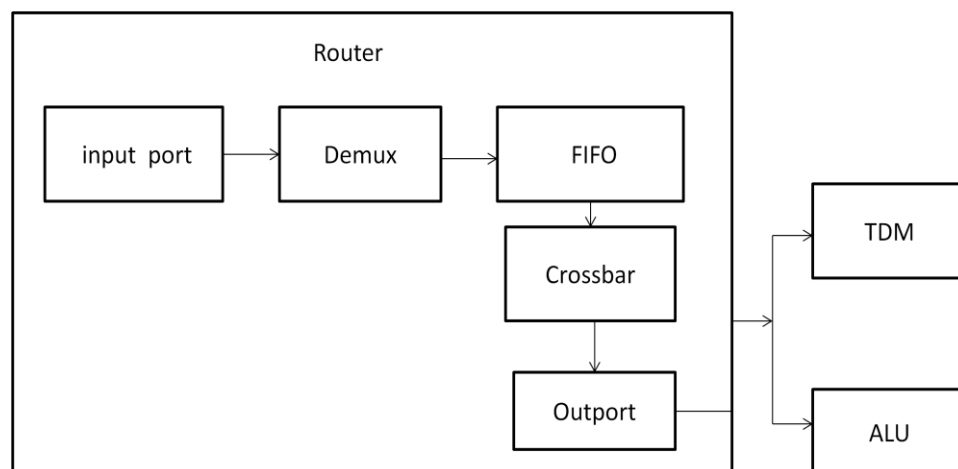 Router
input port
Demux
FIFO
TDM
Crossbar
Outport
ALU